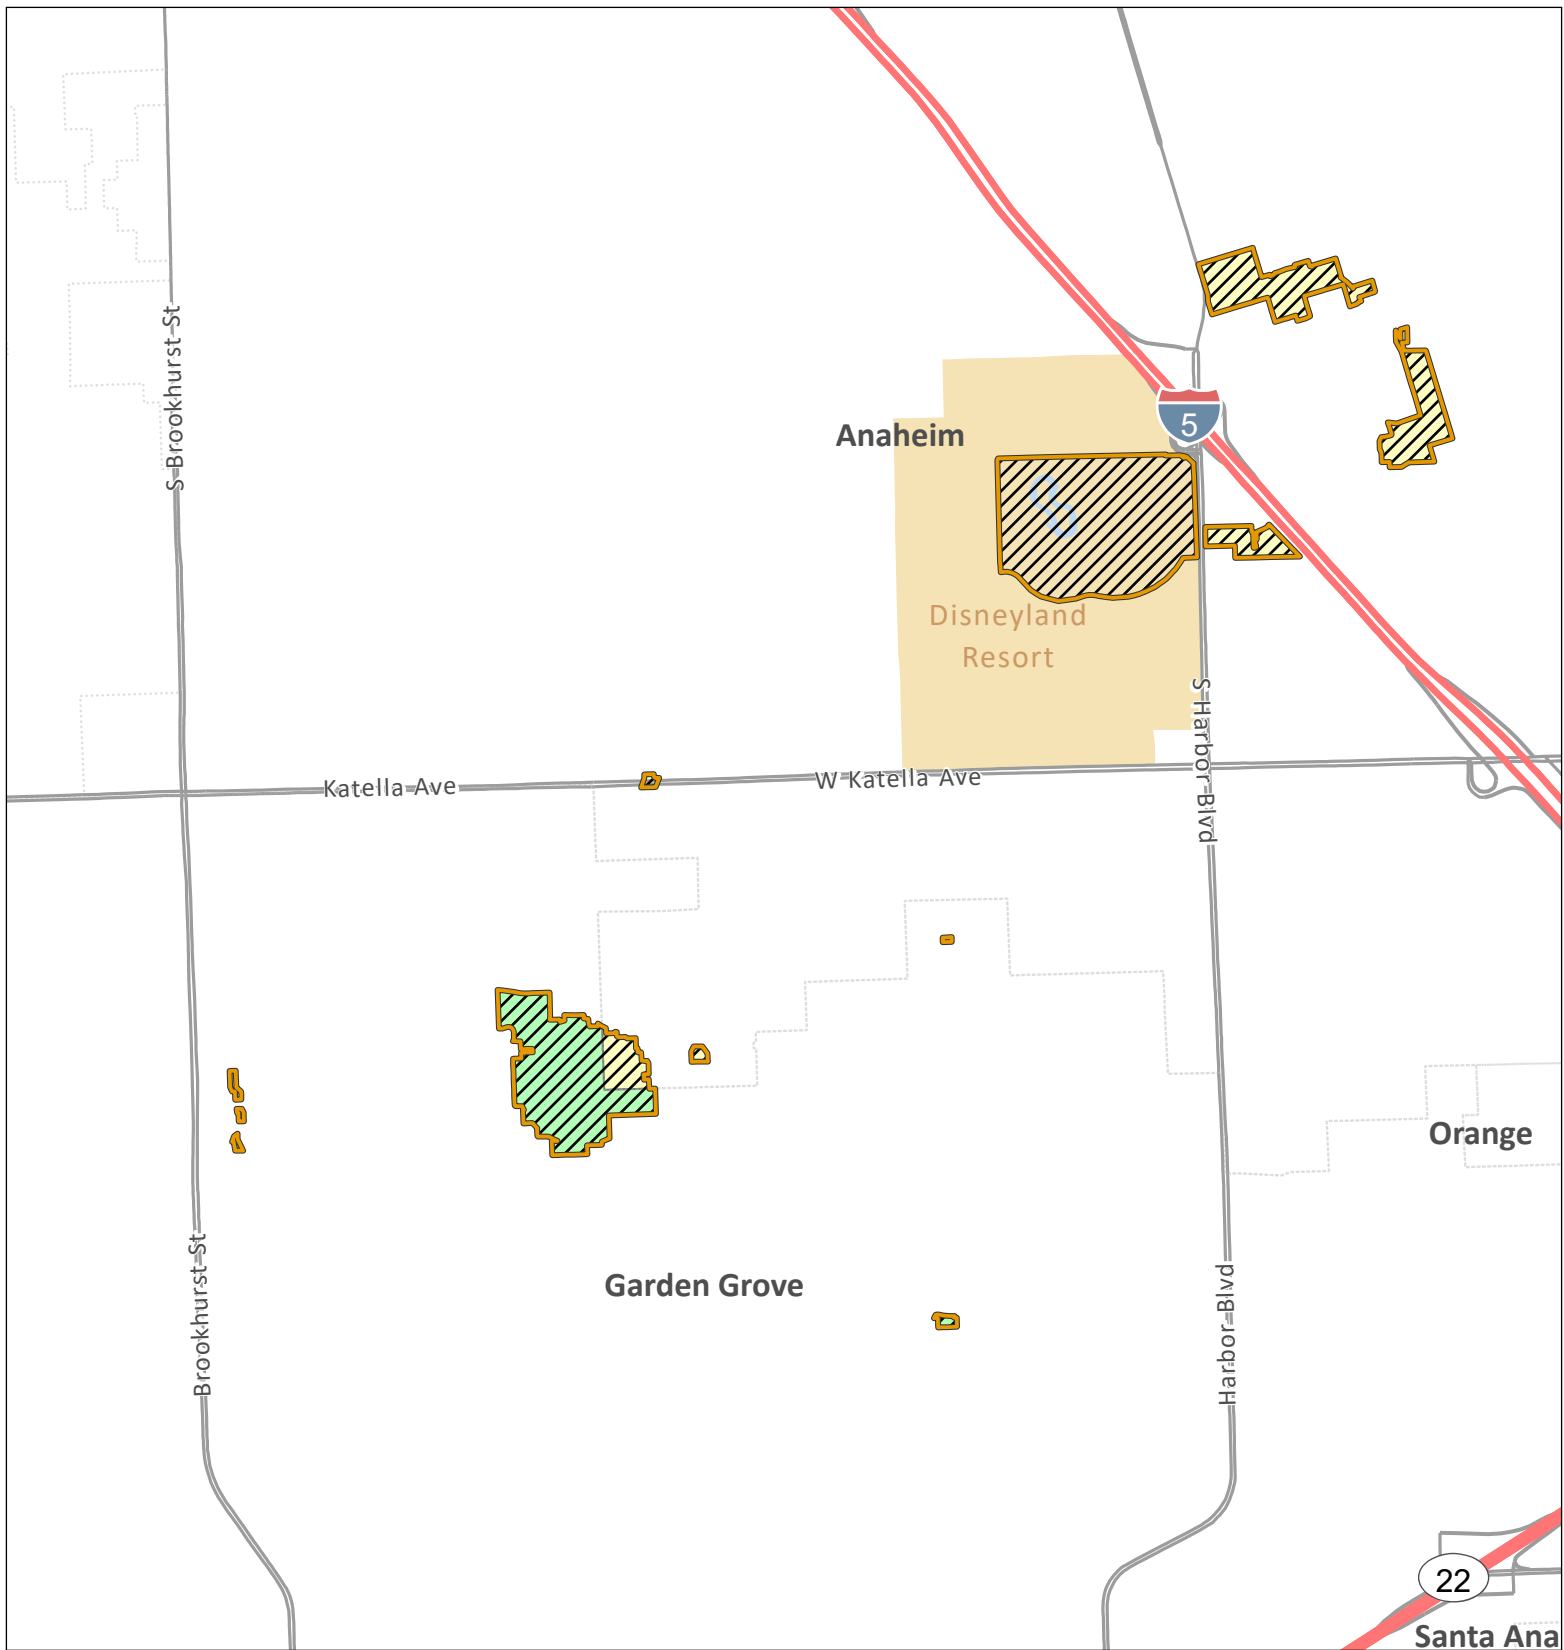 S Brookhurst St
Anaheim
5
Disneyland
Resort
S Harbor Blvd
Katella Ave
W Katella Ave
Orange
Brookhurst St
Garden Grove
Harbor Blvd
22
Santa Ana